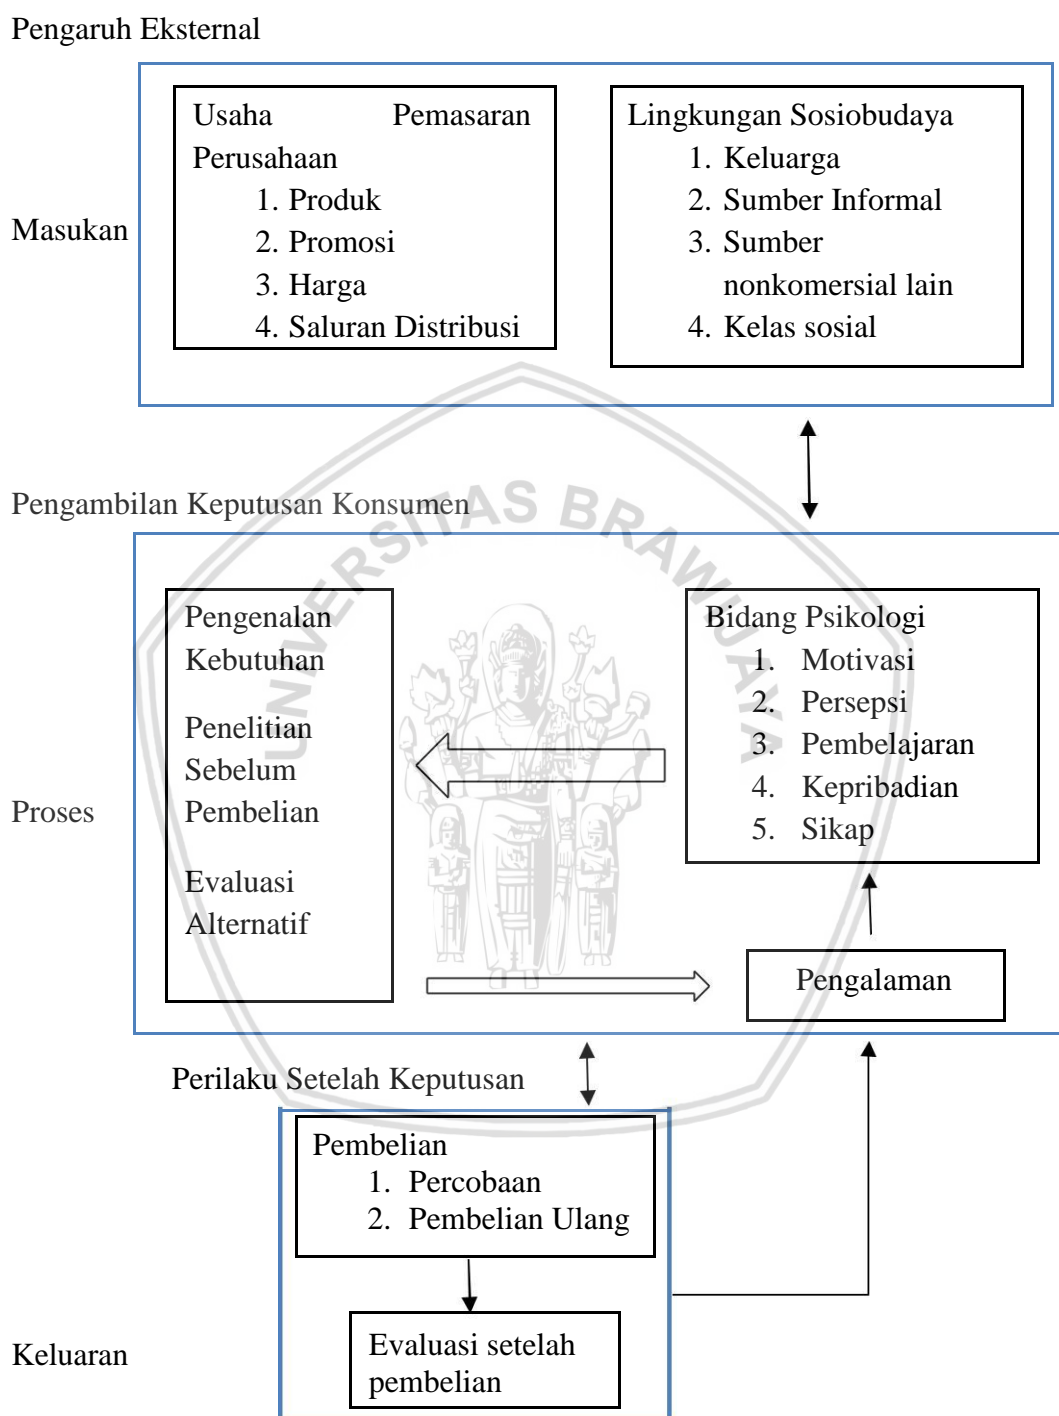 Pengaruh Eksternal
Usaha Pemasaran
Perusahaan
1. Produk
2. Promosi
3. Harga
4. Saluran Distribusi
Lingkungan Sosiobudaya
1. Keluarga
2. Sumber Informal
3. Sumber
nonkomersial lain
4. Kelas sosial
Masukan
Pengambilan Keputusan Konsumen
UNIVERSITAS BRAWIJAYA
Pengenalan
Kebutuhan
Penelitian
Sebelum
Pembelian
Evaluasi
Alternatif
Bidang Psikologi
1. Motivasi
2. Persepsi
3. Pembelajaran
4. Kepribadian
5. Sikap
Proses
Pengalaman
Perilaku Setelah Keputusan
Pembelian
1. Percobaan
2. Pembelian Ulang
Evaluasi setelah
pembelian
Keluaran